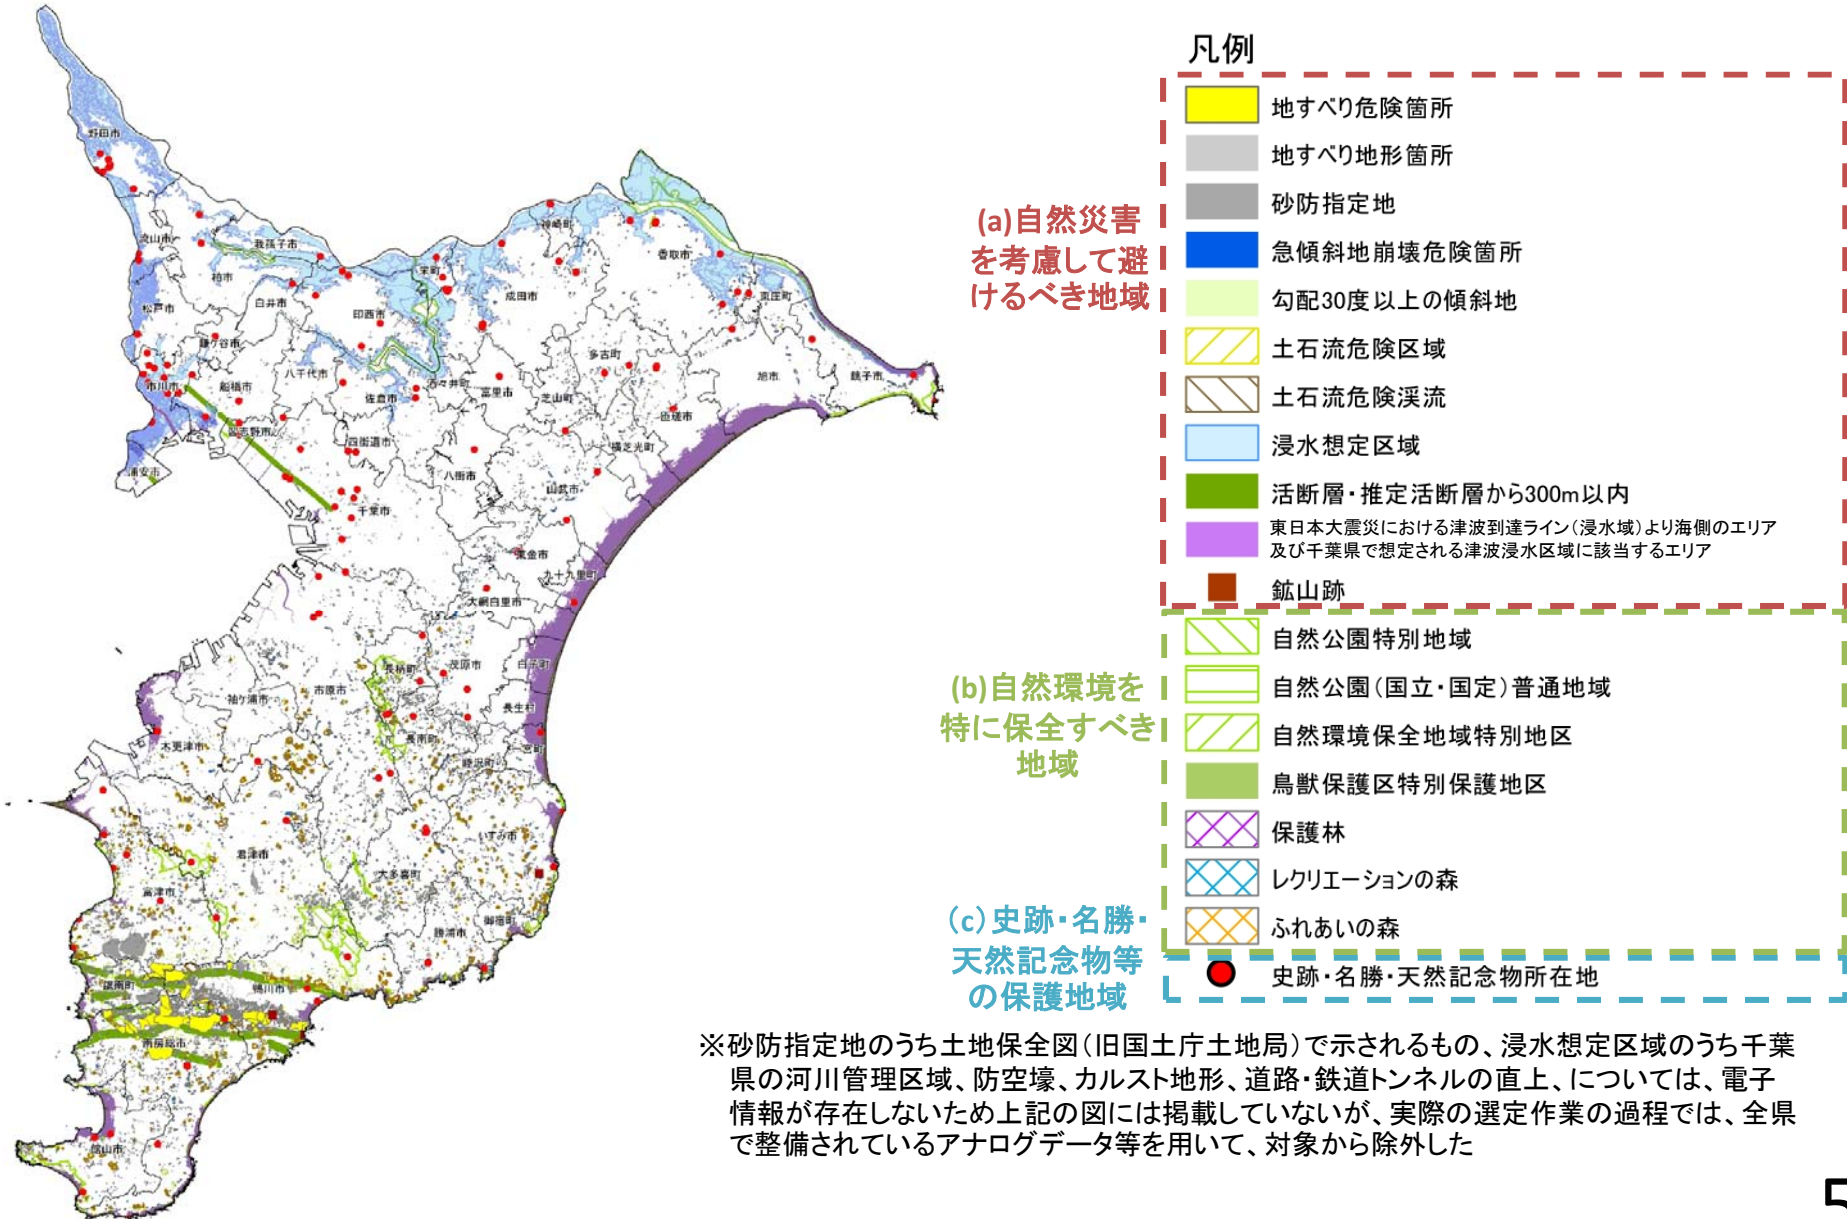 凡例
(a)自然災害
を考慮して避
けるべき地域
地すべり危険箇所
地すべり地形箇所
砂防指定地
急傾斜地崩壊危険箇所
勾配30度以上の傾斜地
土石流危険区域
土石流危険渓流
浸水想定区域
活断層・推定活断層から300m以内
東日本大震災における津波到達ライン(浸水域)より海側のエリア
及び千葉県で想定される津波浸水区域に該当するエリア
鉱山跡
(b)自然環境を
特に保全すべき
地域
自然公園特別地域
自然公園(国立・国定)普通地域
自然環境保全地域特別地区
鳥獣保護区特別保護地区
保護林
レクリエーションの森
ふれあいの森
(c)史跡・名勝・
天然記念物等
の保護地域
史跡・名勝・天然記念物所在地
野田市
流山市
我孫子市
柏市
松戸市
白井市
印西市
栄町
成田市
神崎町
香取市
東庄町
鎌ケ谷市
市川市
船橋市
八千代市
佐倉市
酒々井町
富里市
芝山町
多古町
旭市
銚子市
匝瑳市
横芝光町
習志野市
四街道市
八街市
山武市
浦安市
千葉市
東金市
九十九里町
大網白里市
長柄町
茂原市
白子町
市原市
袖ケ浦市
長生村
長南町
木更津市
睦沢町
いすみ市
君津市
大多喜町
富津市
御宿町
勝浦市
鋸南町
鴨川市
南房総市
館山市
※砂防指定地のうち土地保全図(旧国土庁土地局)で示されるもの、浸水想定区域のうち千葉
県の河川管理区域、防空壕、カルスト地形、道路・鉄道トンネルの直上、については、電子
情報が存在しないため上記の図には掲載していないが、実際の選定作業の過程では、全県
で整備されているアナログデータ等を用いて、対象から除外した